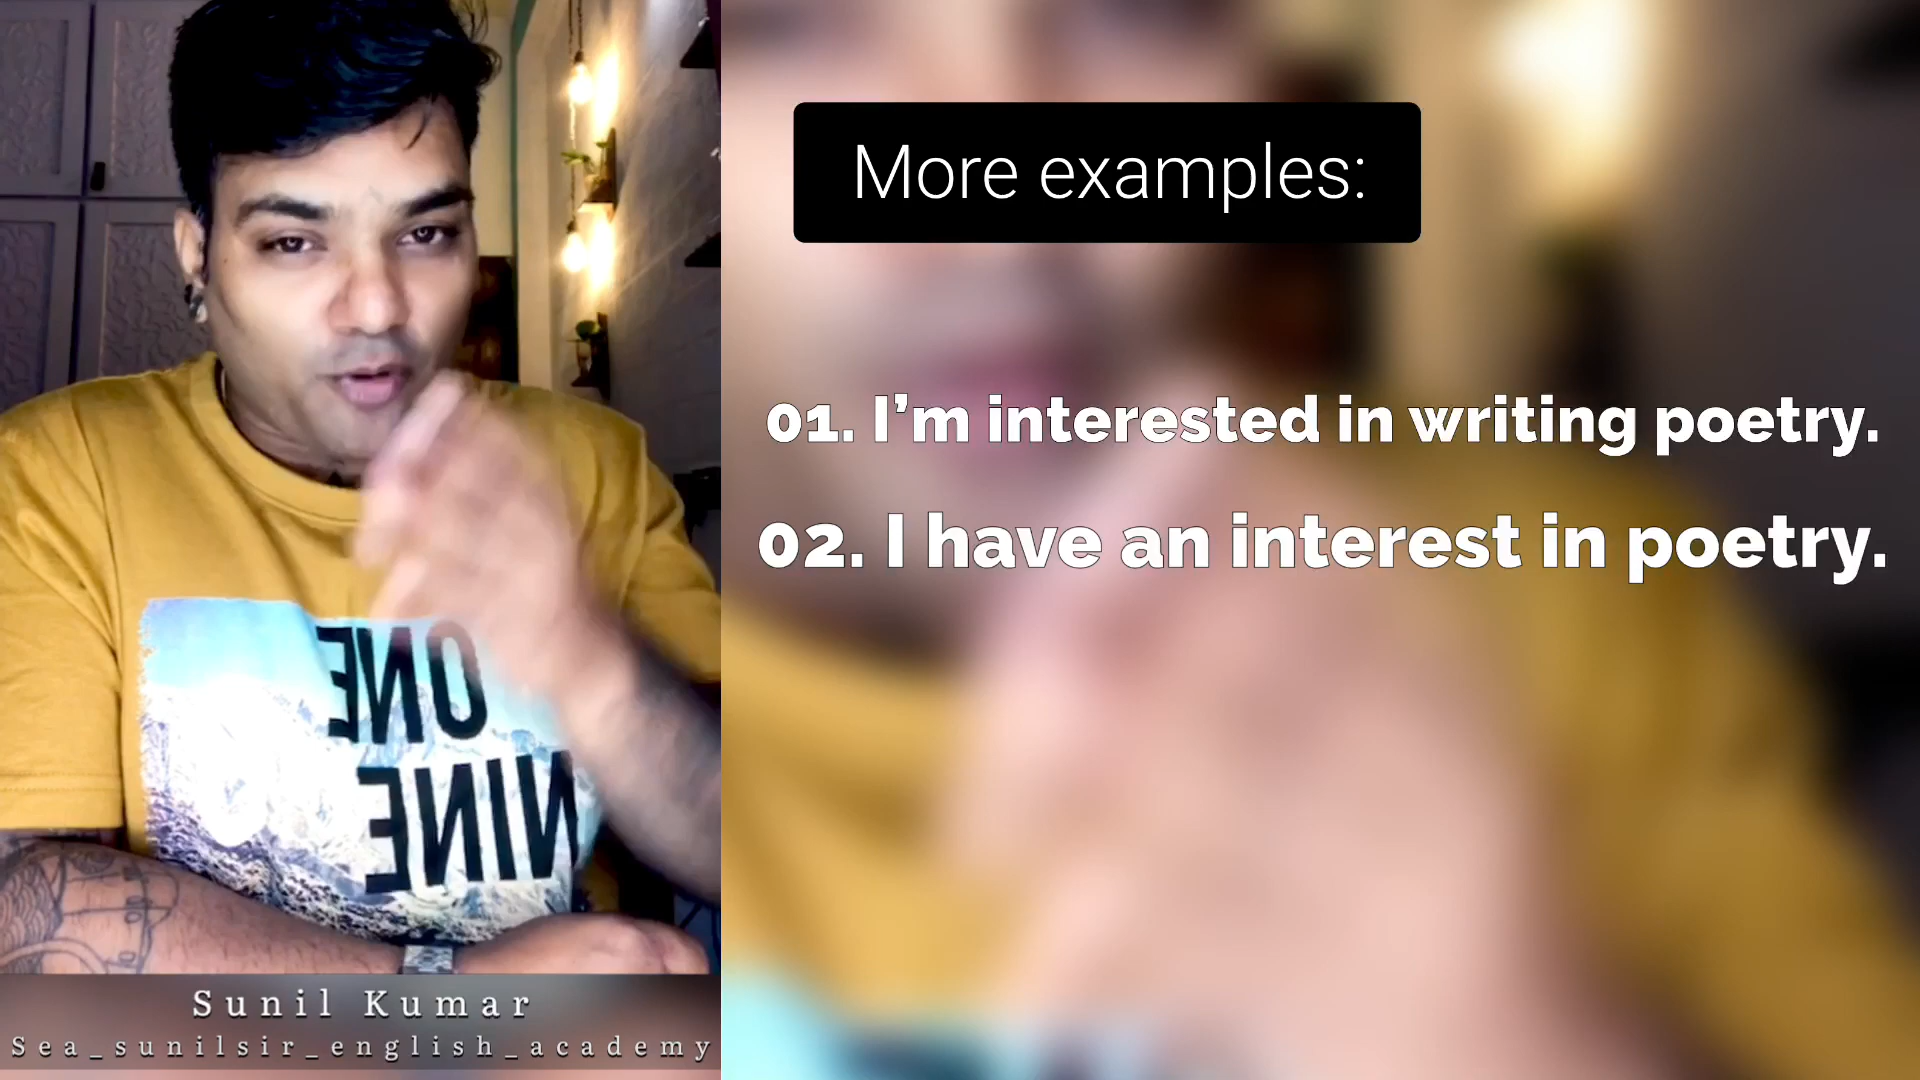 More examples:
01. I’m interested in writing poetry.
02. I have an interest in poetry.
ONE
NINE
Sunil Kumar
Sea_sunilsir_english_academy